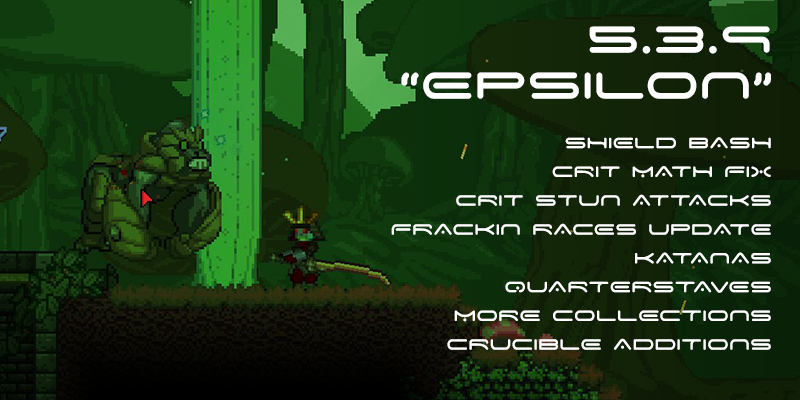 5.3.9
"EPSILON"
SHIELD BASH
CRIT MATH FIX
CRIT STUN ATTACKS
FRACKIN RACES UPDATE
KATANAS
QUARTERSTAVES
MORE COLLECTIONS
CRUCIBLE ADDITIONS